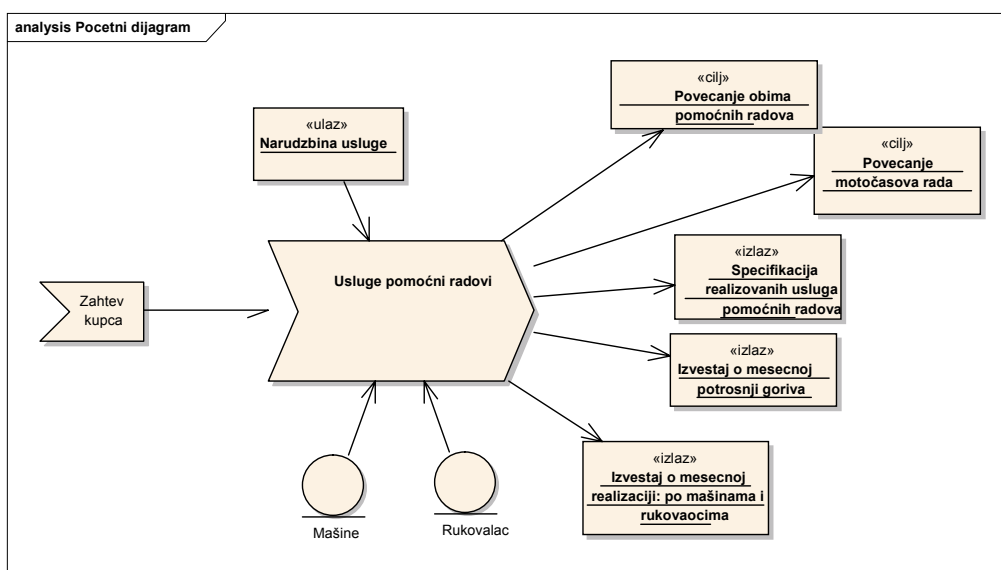 analysis Pocetni dijagram
«cilj»
Povecanje obima
pomoćnih radova
«ulaz»
Narudzbina usluge
«cilj»
Povecanje
motočasova rada
«izlaz»
Specifikacija
realizovanih usluga
pomoćnih radova
Usluge pomoćni radovi
Zahtev
kupca
«izlaz»
Izvestaj o mesecnoj
potrosnji goriva
«izlaz»
Izvestaj o mesecnoj
realizaciji: po mašinama i
rukovaocima
Mašine
Rukovalac